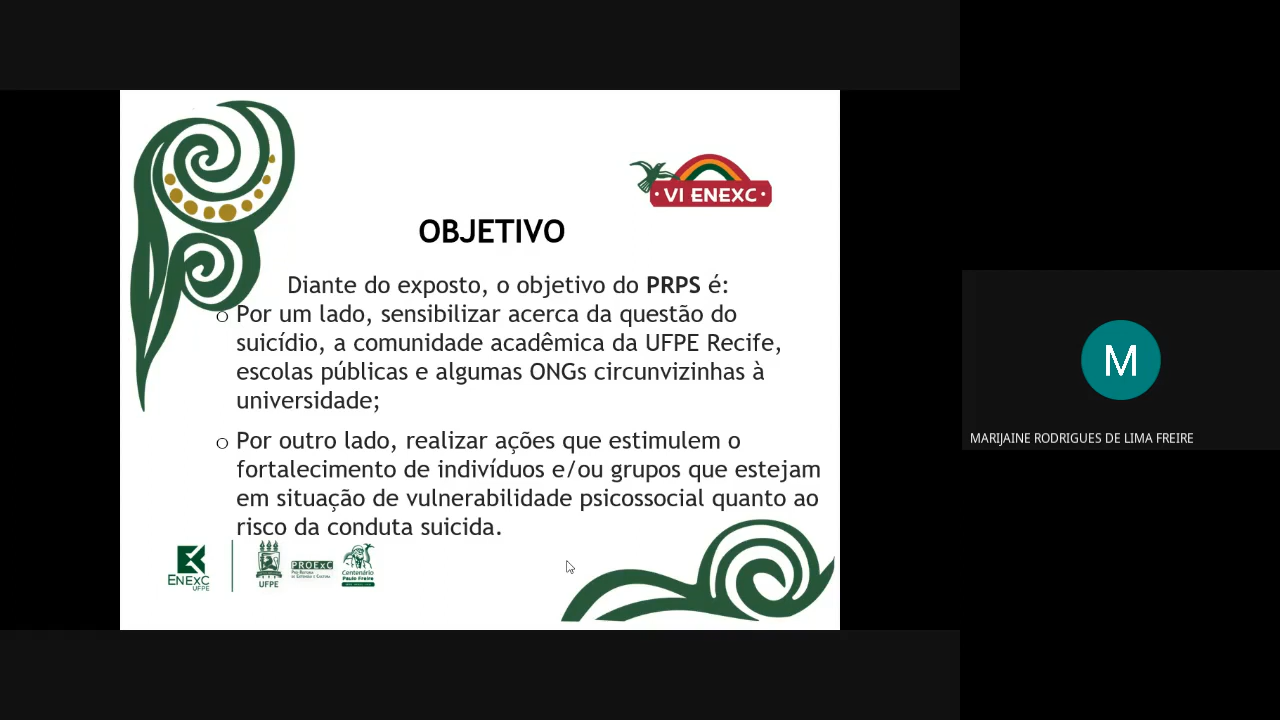 · VI ENEXC ·
OBJETIVO
Diante do exposto, o objetivo do PRPS é:
o Por um lado, sensibilizar acerca da questão do
suicídio, a comunidade acadêmica da UFPE Recife,
escolas públicas e algumas ONGs circunvizinhas à
universidade;
o Por outro lado, realizar ações que estimulem o
fortalecimento de indivíduos e/ou grupos que estejam
em situação de vulnerabilidade psicossocial quanto ao
risco da conduta suicida.
ENEXC
UFPE
UFPE
PROEXC
Centenário
Paulo Freire
M
MARIJAINE RODRIGUES DE LIMA FREIRE